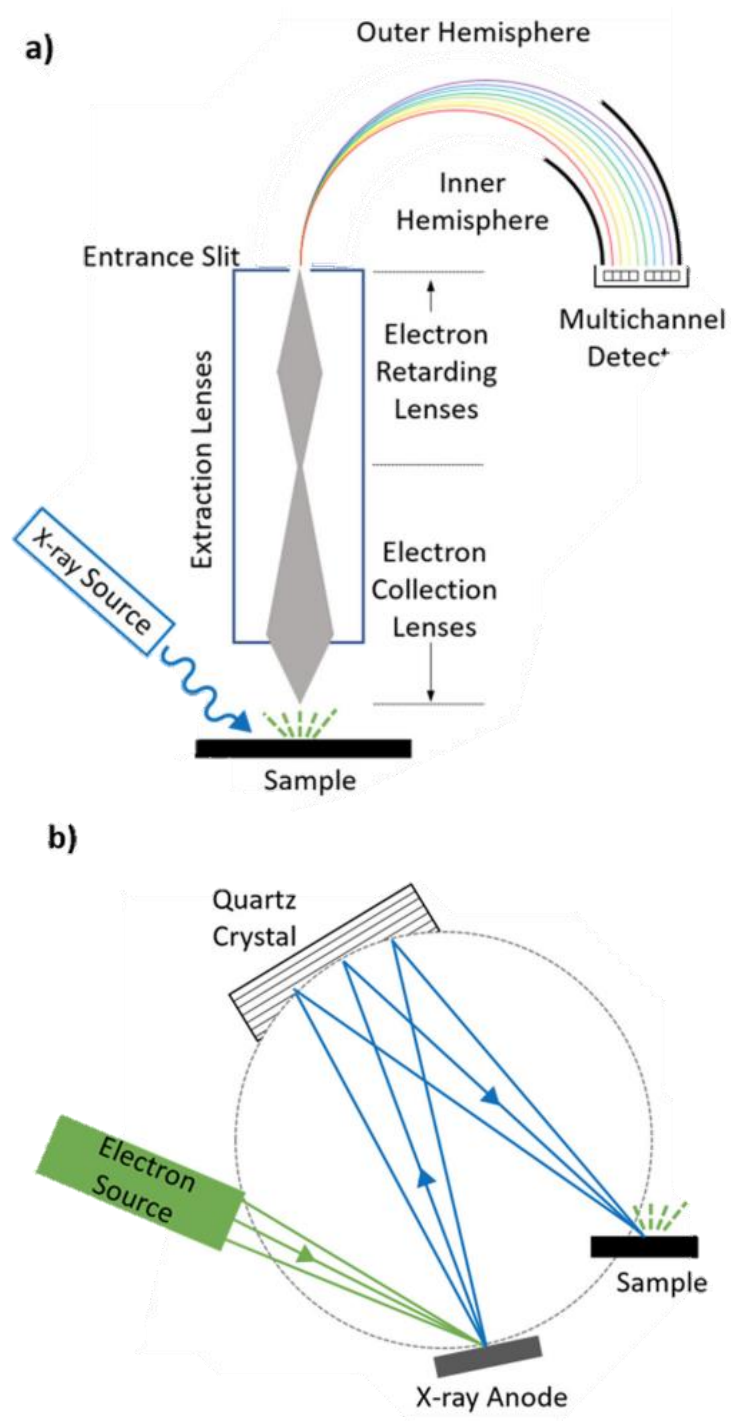 a)
Outer Hemisphere
Inner
Hemisphere
Entrance Slit
Multichannel
Electron
Retarding
Lenses
Extraction Lenses
X-ray Source
Electron
Collection
Lenses
Sample
b)
Quartz
Crystal
Electron
Source
Sample
X-ray Anode